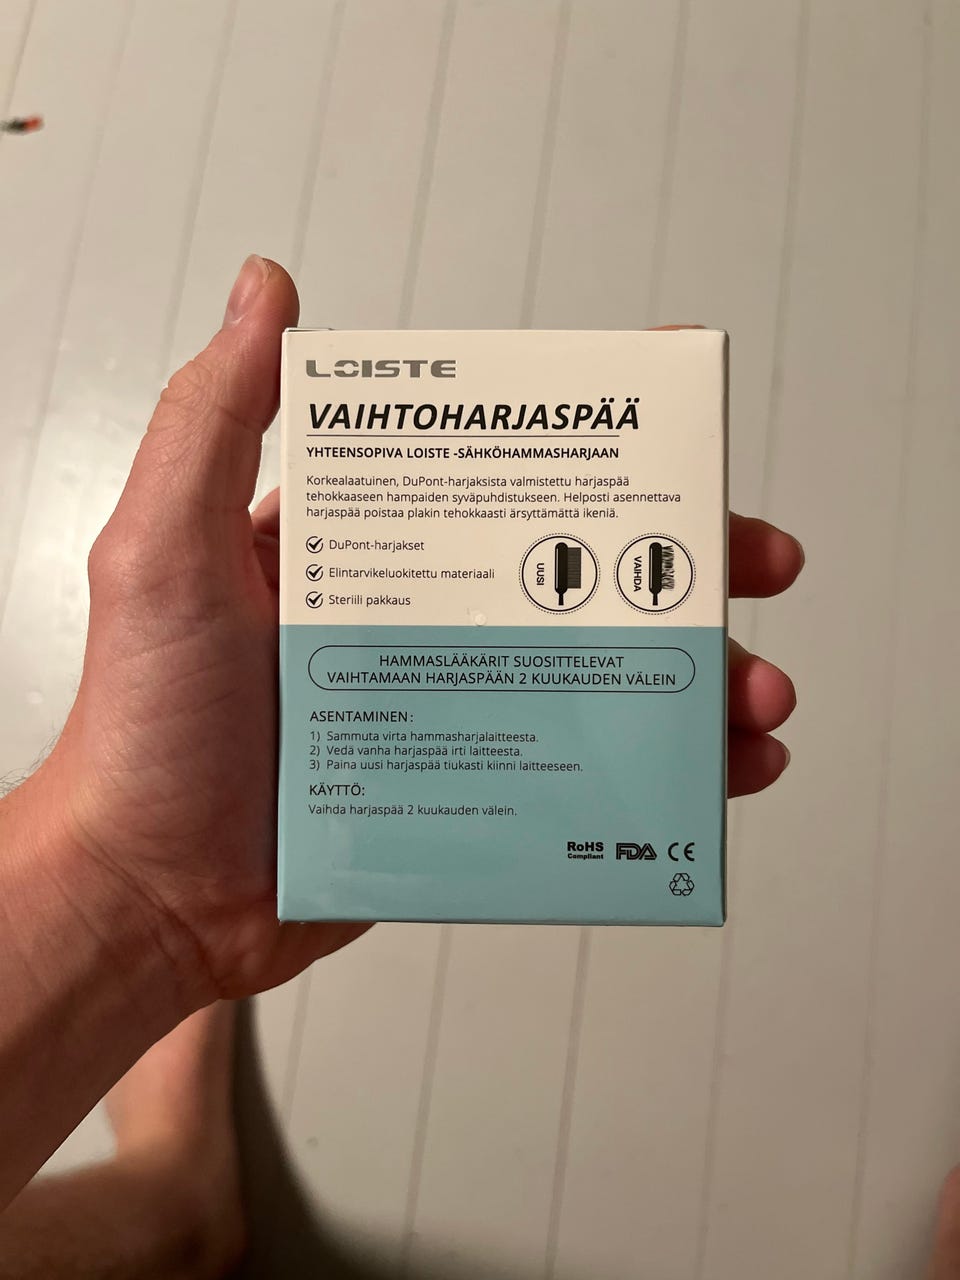 LOISTE
VAIHTOHARJASPÄÄ
YHTEENSOPIVA LOISTE -SÄHKÖHAMMASHARJAAN
Korkealaatuinen, DuPont-harjaksista valmistettu harjaspää
tehokkaaseen hampaiden syväpuhdistukseen. Helposti asennettava
harjaspää poistaa plakin tehokkaasti ärsyttämättä ikeniä.
DuPont-harjakset
Elintarvikeluokitettu materiaali
Steriili pakkaus
UUSI
VAIHDA
HAMMASLÄÄKÄRIT SUOSITTELEVAT
VAIHTAMAAN HARJASPÄÄN 2 KUUKAUDEN VÄLEIN
ASENTAMINEN:
1) Sammuta virta hammasharjalaitteesta.
2) Vedä vanha harjaspää irti laitteesta.
3) Paina uusi harjaspää tiukasti kiinni laitteeseen.
KÄYTTÖ:
Vaihda harjaspää 2 kuukauden välein.
RoHS FDA CE
Compliant